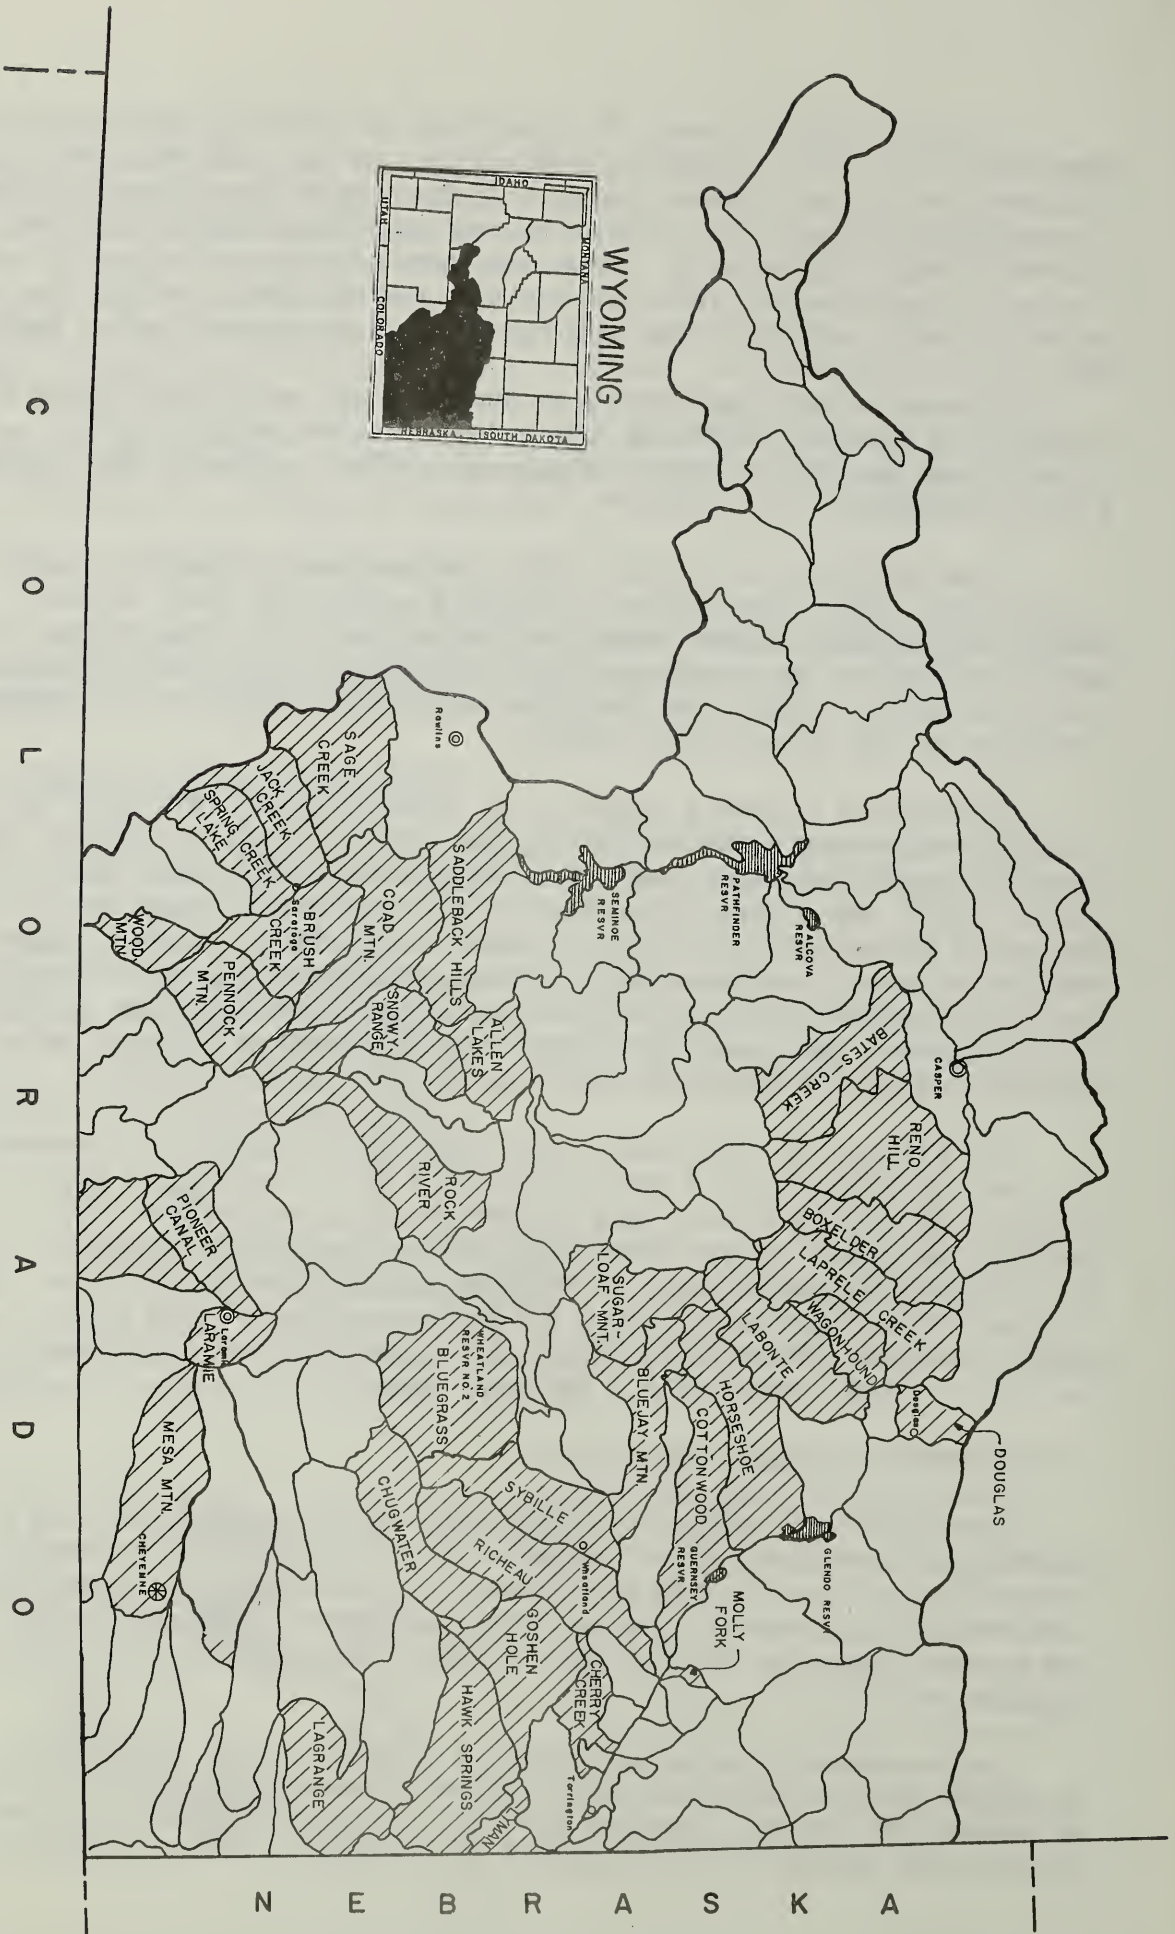 WYOMING
IDAHO
MONTANA
UTAH
COLORADO
NEBRASKA
SOUTH DAKOTA
CASPER
ALCOVA
RESVR
PATHFINDER
RESVR
SEMINOE
RESVR
Rawlins
BATES CREEK
RENO
HILL
BOXELDER
LAPRELE CREEK
WAGONHOUND
LABONTE
Douglas
DOUGLAS
HORSESHOE
COTTONWOOD
BLUEJAY MTN.
SUGAR-
LOAF MNT.
GLENDO RESVR
GUERNSEY
RESVR
MOLLY
FORK
SAGE
CREEK
JACK
CREEK
SPRING CREEK
LAKE
SADDLEBACK HILLS
COAD
MTN.
Saratoga
BRUSH
CREEK
WOOD
MTN.
PENNOCK
MTN.
SNOWY
RANGE
ALLEN
LAKES
ROCK
RIVER
PIONEER
CANAL
Laramie
LARAMIE
WHEATLAND
RESVR NO. 2
BLUEGRASS
SYBILLE
Wheatland
RICHEAU
CHUGWATER
GOSHEN
HOLE
CHERRY
CREEK
HAWK SPRINGS
Torrington
LYMAN
LAGRANGE
MESA MTN.
CHEYENNE
COLORADO
NEBRASKA